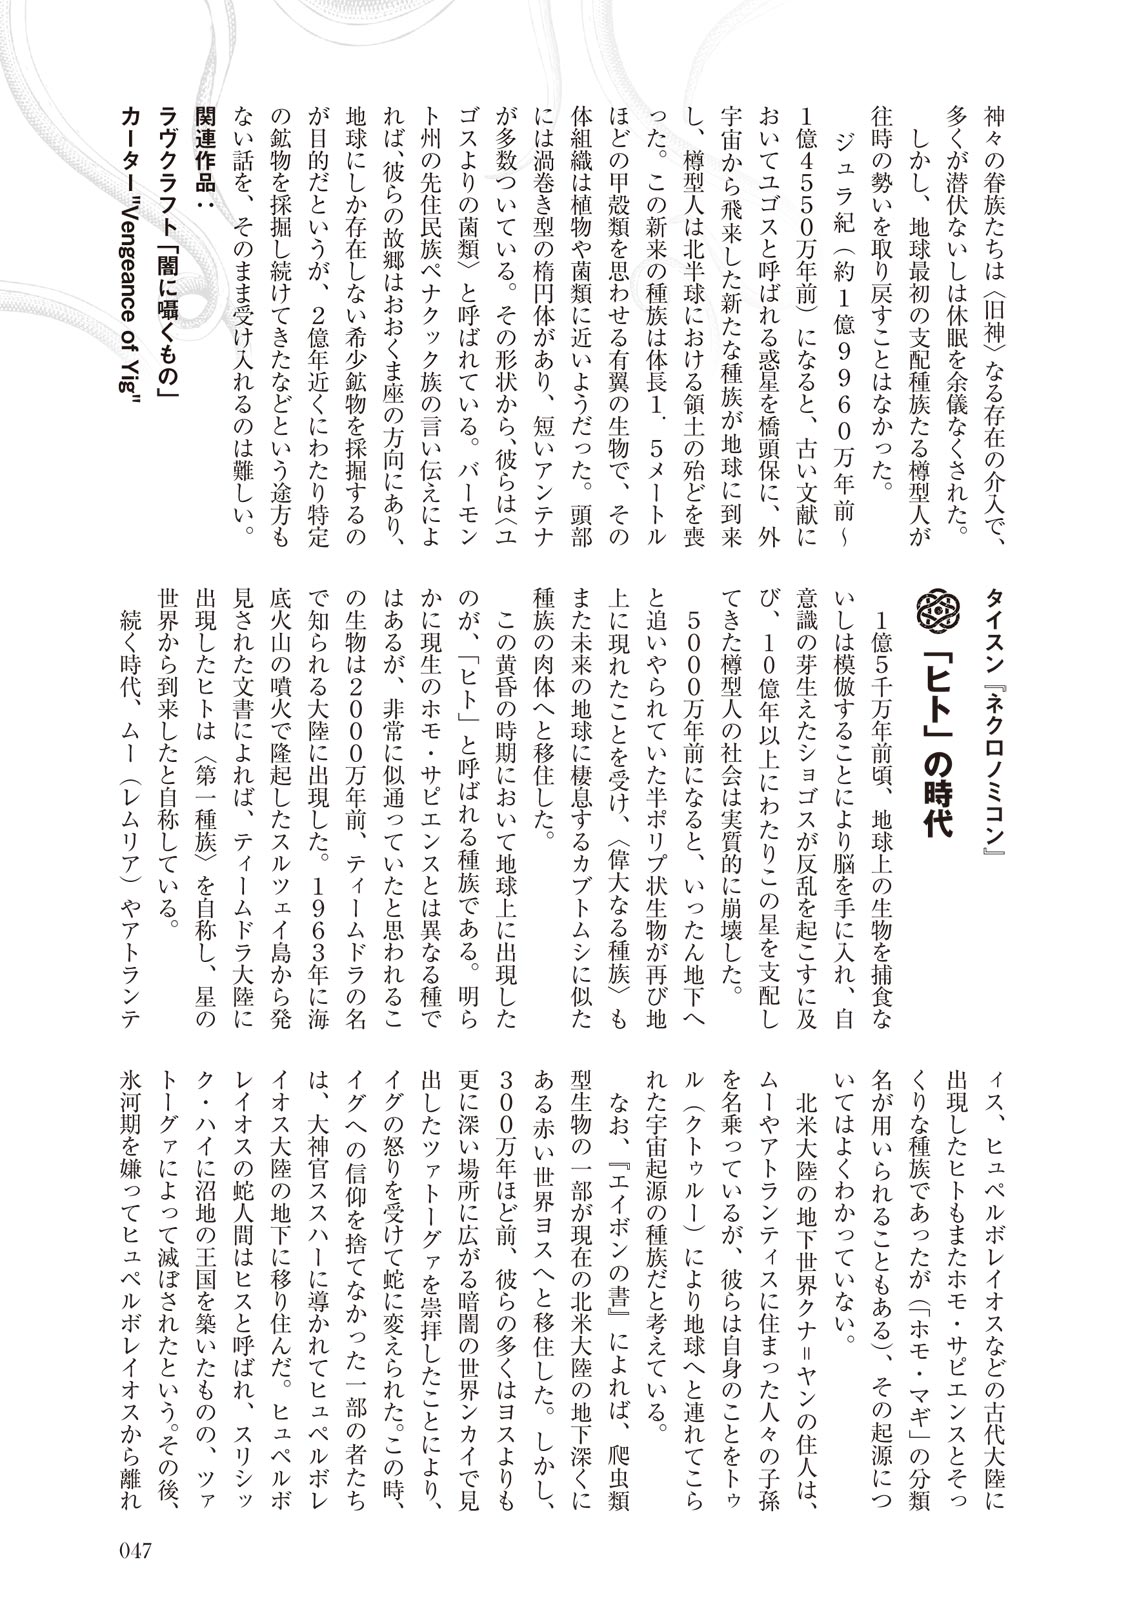 神々の眷族たちは〈旧神〉なる存在の介入で、
多くが潜伏ないしは休眠を余儀なくされた。
　しかし、地球最初の支配種族たる樽型人が
往時の勢いを取り戻すことはなかった。
　ジュラ紀（約１億９９６０万年前～
１億４５５０万年前）になると、古い文献に
おいてユゴスと呼ばれる惑星を橋頭保に、外
宇宙から飛来した新たな種族が地球に到来
し、樽型人は北半球における領土の殆どを喪
った。この新来の種族は体長１．５メートル
ほどの甲殻類を思わせる有翼の生物で、その
体組織は植物や菌類に近いようだった。頭部
には渦巻き型の楕円体があり、短いアンテナ
が多数ついている。その形状から、彼らは〈ユ
ゴスよりの菌類〉と呼ばれている。バーモン
ト州の先住民族ペナクック族の言い伝えによ
れば、彼らの故郷はおおくま座の方向にあり、
地球にしか存在しない希少鉱物を採掘するの
が目的だというが、２億年近くにわたり特定
の鉱物を採掘し続けてきたなどという途方も
ない話を、そのまま受け入れるのは難しい。
関連作品：
ラヴクラフト「闇に囁くもの」
カーター"Vengeance of Yig"
タイスン『ネクロノミコン』
「ヒト」の時代
　１億５千万年前頃、地球上の生物を捕食な
いしは模倣することにより脳を手に入れ、自
意識の芽生えたショゴスが反乱を起こすに及
び、１０億年以上にわたりこの星を支配し
てきた樽型人の社会は実質的に崩壊した。
　５０００万年前になると、いったん地下へ
と追いやられていた半ポリプ状生物が再び地
上に現れたことを受け、〈偉大なる種族〉も
また未来の地球に棲息するカブトムシに似た
種族の肉体へと移住した。
　この黄昏の時期において地球上に出現した
のが、「ヒト」と呼ばれる種族である。明ら
かに現生のホモ・サピエンスとは異なる種で
はあるが、非常に似通っていたと思われるこ
の生物は２０００万年前、ティームドラの名
で知られる大陸に出現した。１９６３年に海
底火山の噴火で隆起したスルツェイ島から発
見された文書によれば、ティームドラ大陸に
出現したヒトは〈第一種族〉を自称し、星の
世界から到来したと自称している。
　続く時代、ムー（レムリア）やアトランテ
ィス、ヒュペルボレイオスなどの古代大陸に
出現したヒトもまたホモ・サピエンスとそっ
くりな種族であったが（「ホモ・マギ」の分類
名が用いられることもある）、その起源につ
いてはよくわかっていない。
　北米大陸の地下世界クナ＝ヤンの住人は、
ムーやアトランティスに住まった人々の子孫
を名乗っているが、彼らは自身のことをトゥ
ル（クトゥルー）により地球へと連れてこら
れた宇宙起源の種族だと考えている。
　なお、『エイボンの書』によれば、爬虫類
型生物の一部が現在の北米大陸の地下深くに
ある赤い世界ヨスへと移住した。しかし、
３００万年ほど前、彼らの多くはヨスよりも
更に深い場所に広がる暗闇の世界ンカイで見
出したツァトーグァを崇拝したことにより、
イグの怒りを受けて蛇に変えられた。この時、
イグへの信仰を捨てなかった一部の者たち
は、大神官ススハーに導かれてヒュペルボレ
イオス大陸の地下に移り住んだ。ヒュペルボ
レイオスの蛇人間はヒスと呼ばれ、スリシッ
ク・ハイに沼地の王国を築いたものの、ツァ
トーグァによって滅ぼされたという。その後、
氷河期を嫌ってヒュペルボレイオスから離れ
047